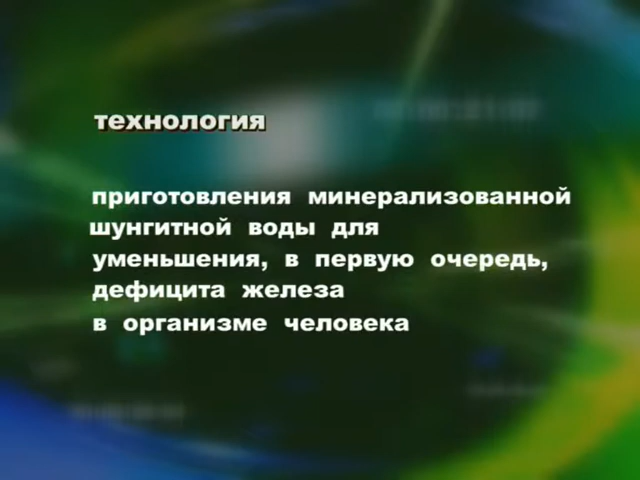 технология
приготовления минерализованной
шунгитной воды для
уменьшения, в первую очередь,
дефицита железа
в организме человека